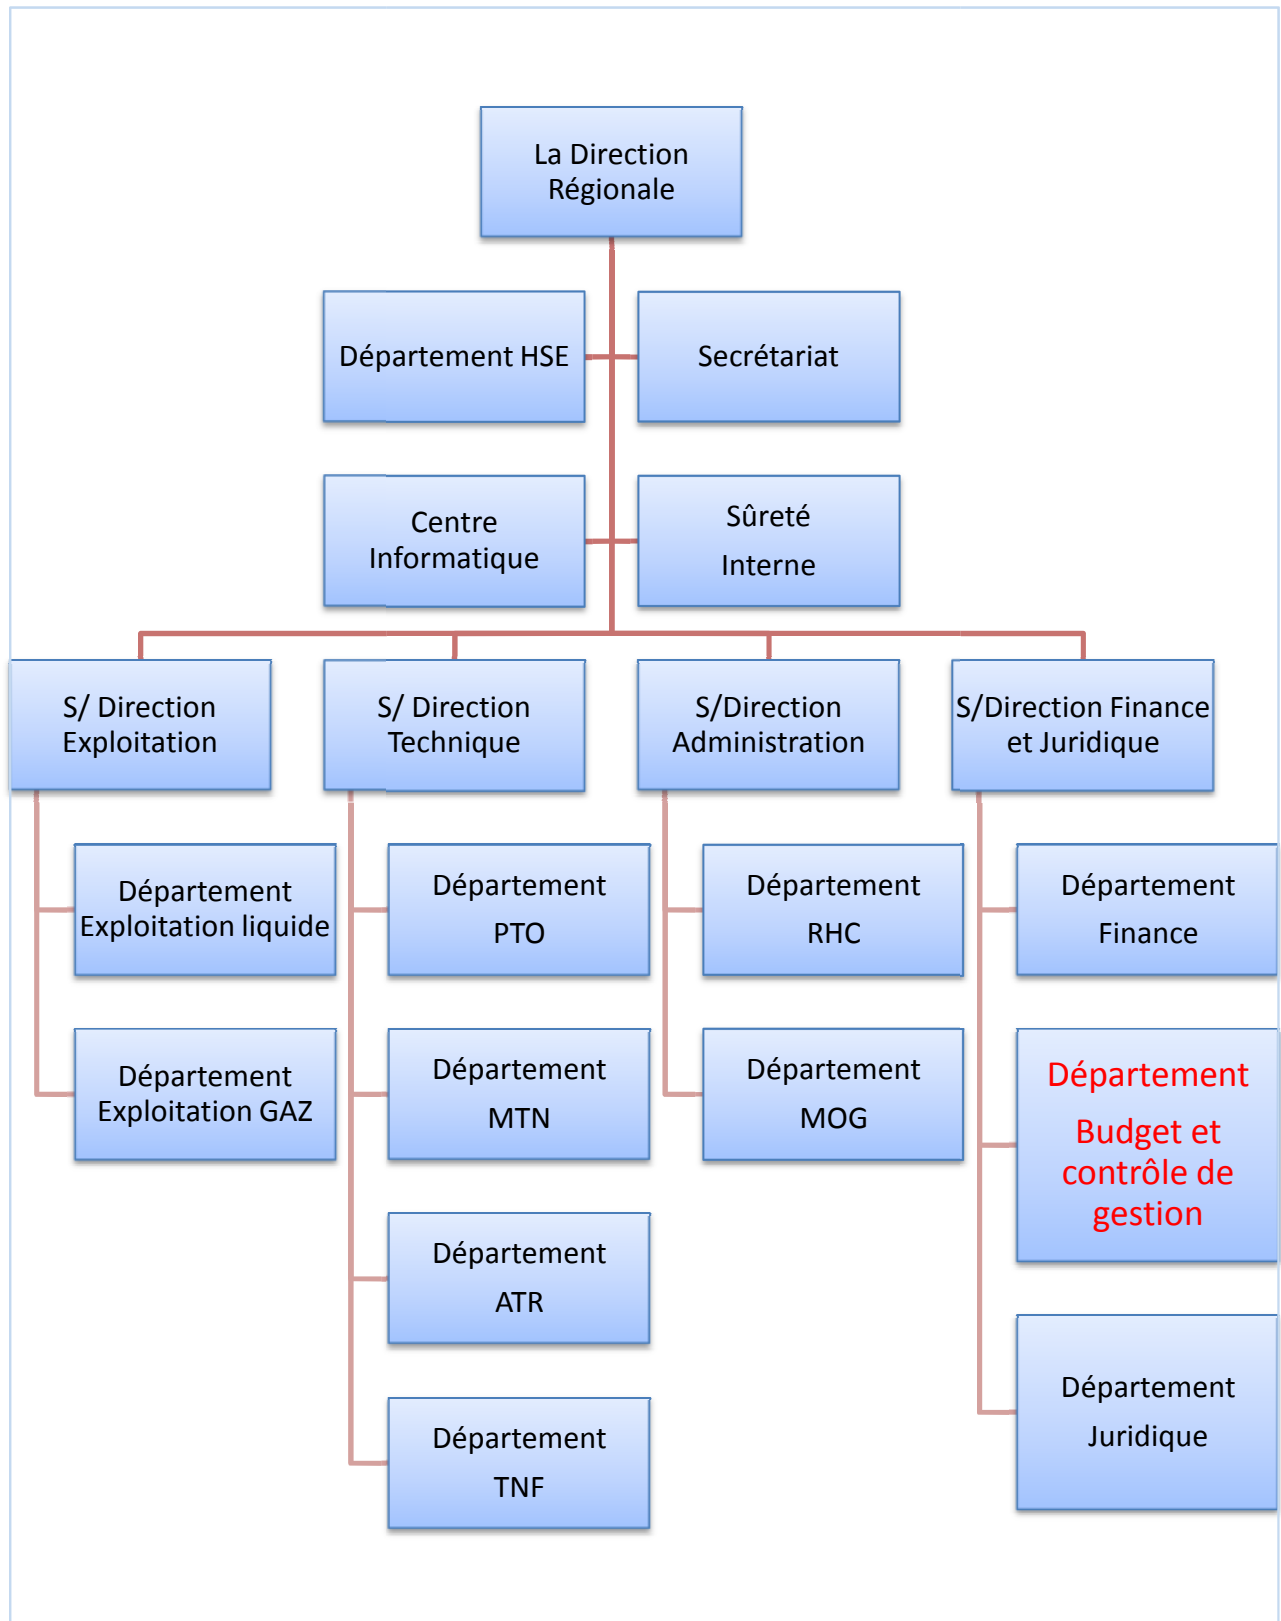 La Direction
Régionale
Département HSE
Secrétariat
Centre
Informatique
Sûreté
Interne
S/ Direction
Exploitation
S/ Direction
Technique
S/Direction
Administration
S/Direction Finance
et Juridique
Département
Exploitation liquide
Département
PTO
Département
RHC
Département
Finance
Département
Exploitation GAZ
Département
MTN
Département
MOG
Département
Budget et
contrôle de
gestion
Département
ATR
Département
Juridique
Département
TNF